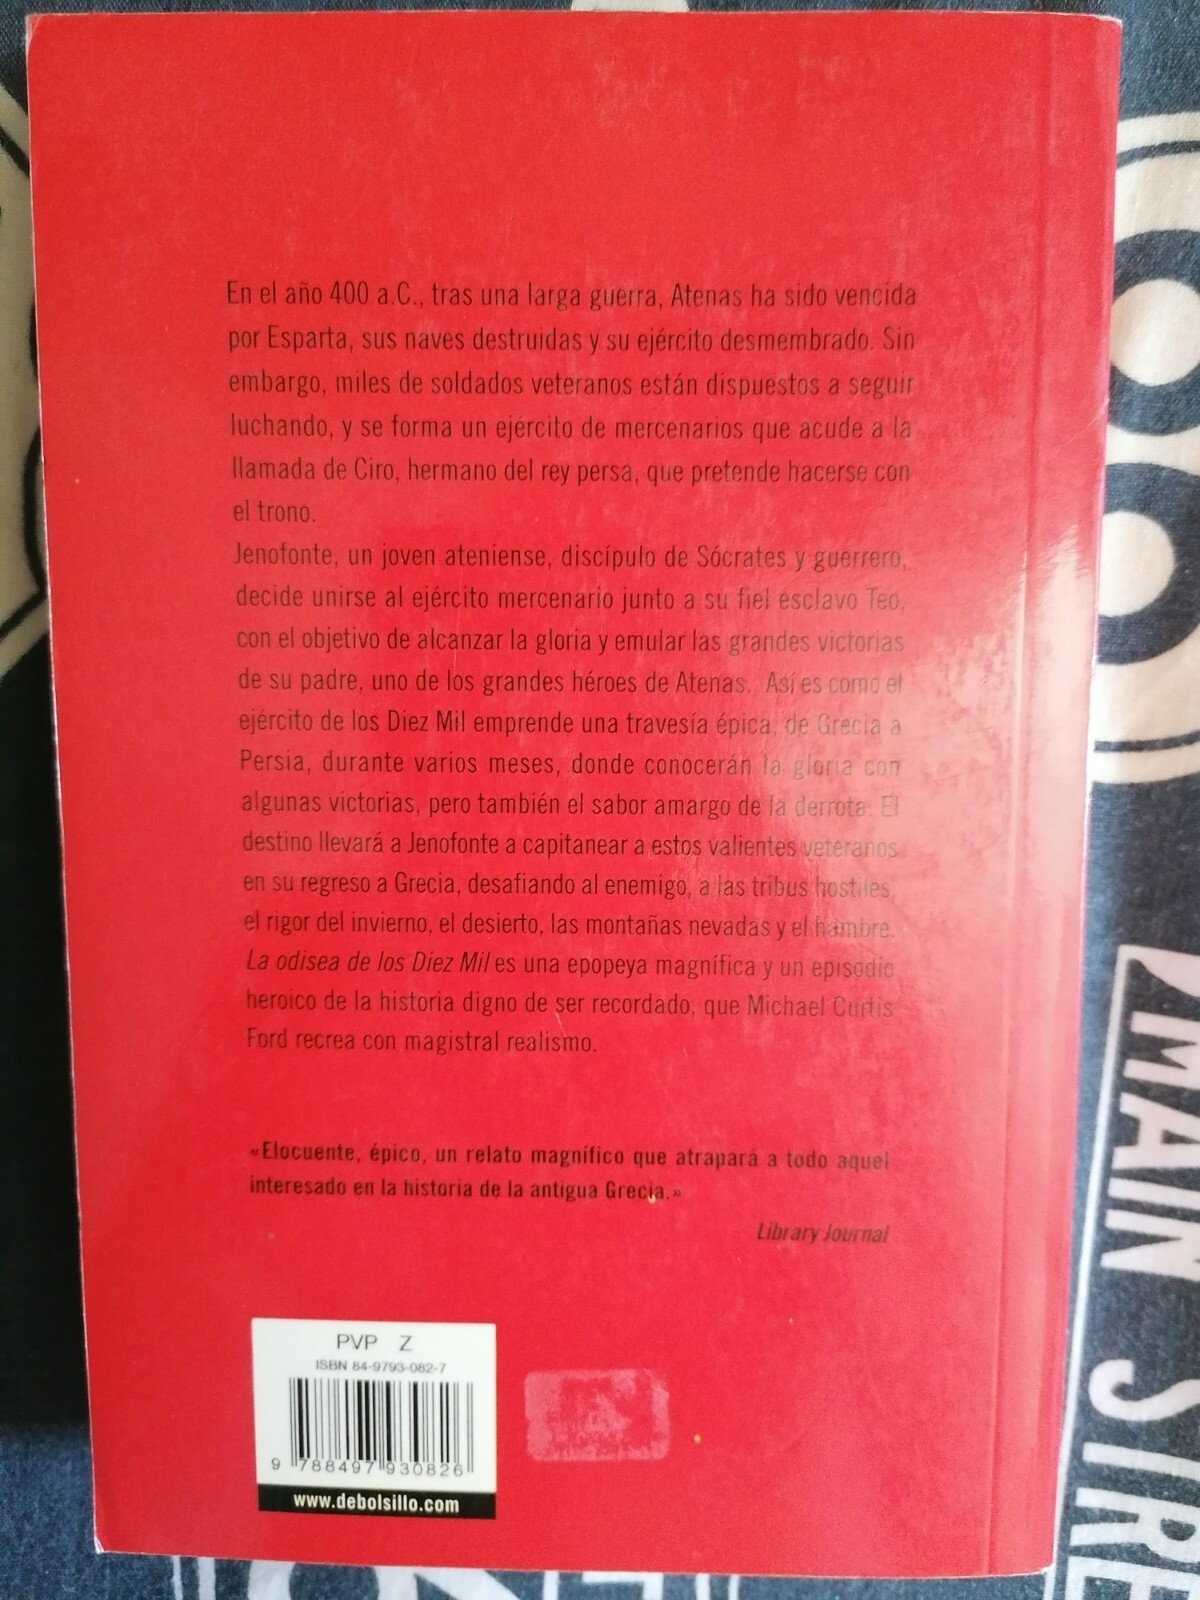 En el año 400 a.C., tras una larga guerra, Atenas ha sido vencida
por Esparta, sus naves destruidas y su ejército desmembrado. Sin
embargo, miles de soldados veteranos están dispuestos a seguir
luchando, y se forma un ejército de mercenarios que acude a la
llamada de Ciro, hermano del rey persa, que pretende hacerse con
el trono.
Jenofonte, un joven ateniense, discípulo de Sócrates y guerrero,
decide unirse al ejército mercenario junto a su fiel esclavo Teo,
con el objetivo de alcanzar la gloria y emular las grandes victorias
de su padre, uno de los grandes héroes de Atenas. Así es como el
ejército de los Diez Mil emprende una travesía épica, de Grecia a
Persia, durante varios meses, donde conocerán la gloria con
algunas victorias, pero también el sabor amargo de la derrota. El
destino llevará a Jenofonte a capitanear a estos valientes veteranos
en su regreso a Grecia, desafiando al enemigo, a las tribus hostiles,
el rigor del invierno, el desierto, las montañas nevadas y el hambre.
La odisea de los Diez Mil es una epopeya magnífica y un episodio
heroico de la historia digno de ser recordado, que Michael Curtis
Ford recrea con magistral realismo.
«Elocuente, épico, un relato magnífico que atrapará a todo aquel
interesado en la historia de la antigua Grecia.»
Library Journal
PVP Z
ISBN 84-9793-082-7
9 788497 930826
www.debolsillo.com
MAIN STRE